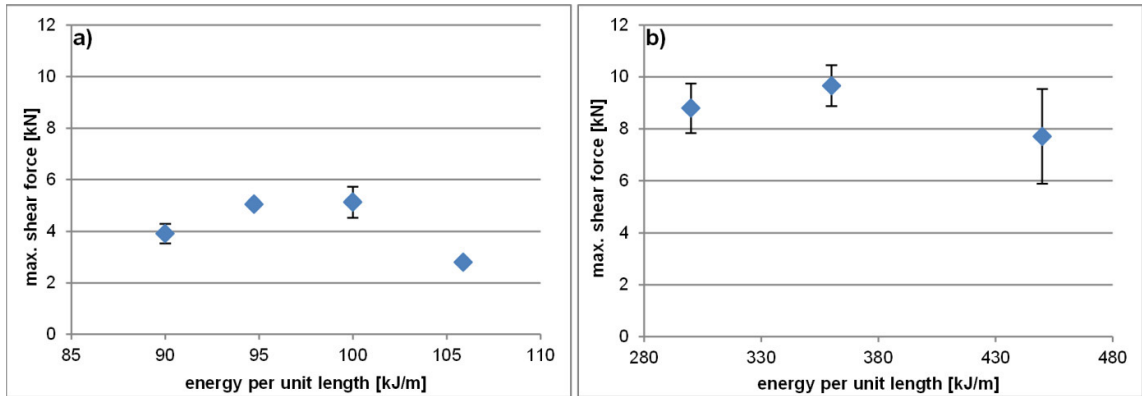 a)
max. shear force [kN]
12
10
8
6
4
2
0
85 90 95 100 105 110
energy per unit length [kJ/m]
b)
max. shear force [kN]
12
10
8
6
4
2
0
280 330 380 430 480
energy per unit length [kJ/m]